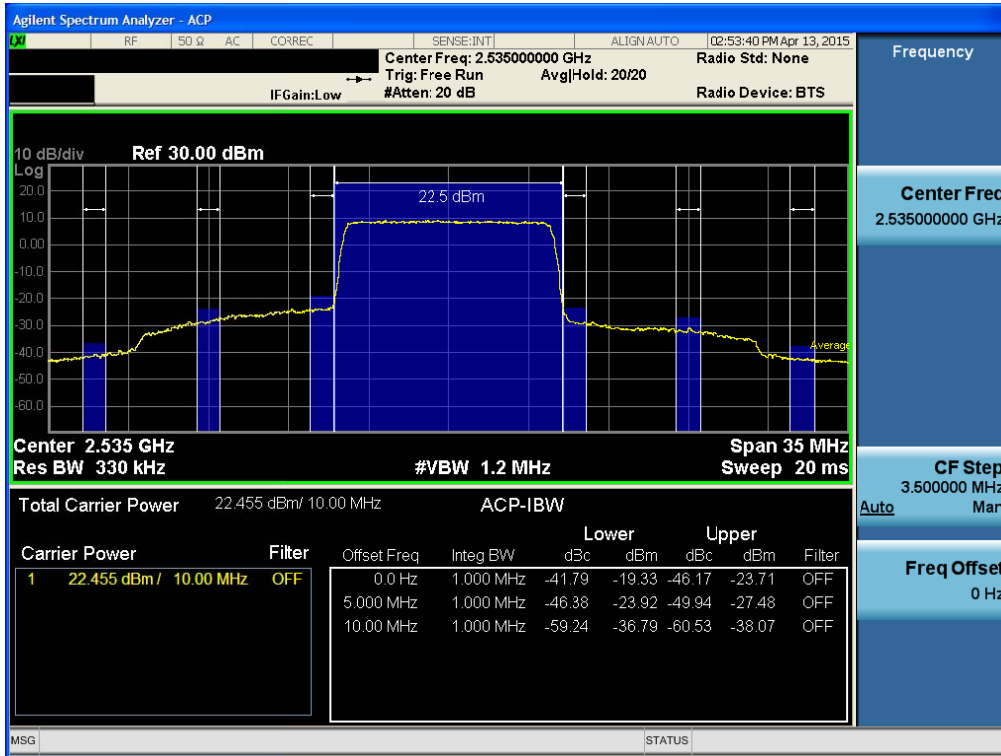 Agilent Spectrum Analyzer - ACP
LXI RF 50 Ω AC CORREC SENSE:INT ALIGN AUTO 02:53:40 PM Apr 13, 2015
Center Freq: 2.535000000 GHz Radio Std: None
Trig: Free Run Avg|Hold: 20/20
IFGain:Low #Atten: 20 dB Radio Device: BTS
10 dB/div Ref 30.00 dBm
Log
20.0
10.0
0.00
-10.0
-20.0
-30.0
-40.0
-50.0
-60.0
22.5 dBm
Average
Center 2.535 GHz Span 35 MHz
Res BW 330 kHz #VBW 1.2 MHz Sweep 20 ms
Total Carrier Power 22.455 dBm/ 10.00 MHz ACP-IBW
Lower Upper
Carrier Power Filter Offset Freq Integ BW dBc dBm dBc dBm Filter
1 22.455 dBm / 10.00 MHz OFF 0.0 Hz 1.000 MHz -41.79 -19.33 -46.17 -23.71 OFF
5.000 MHz 1.000 MHz -46.38 -23.92 -49.94 -27.48 OFF
10.00 MHz 1.000 MHz -59.24 -36.79 -60.53 -38.07 OFF
MSG STATUS
Frequency
Center Freq
2.535000000 GHz
CF Step
3.500000 MHz
Auto Man
Freq Offset
0 Hz